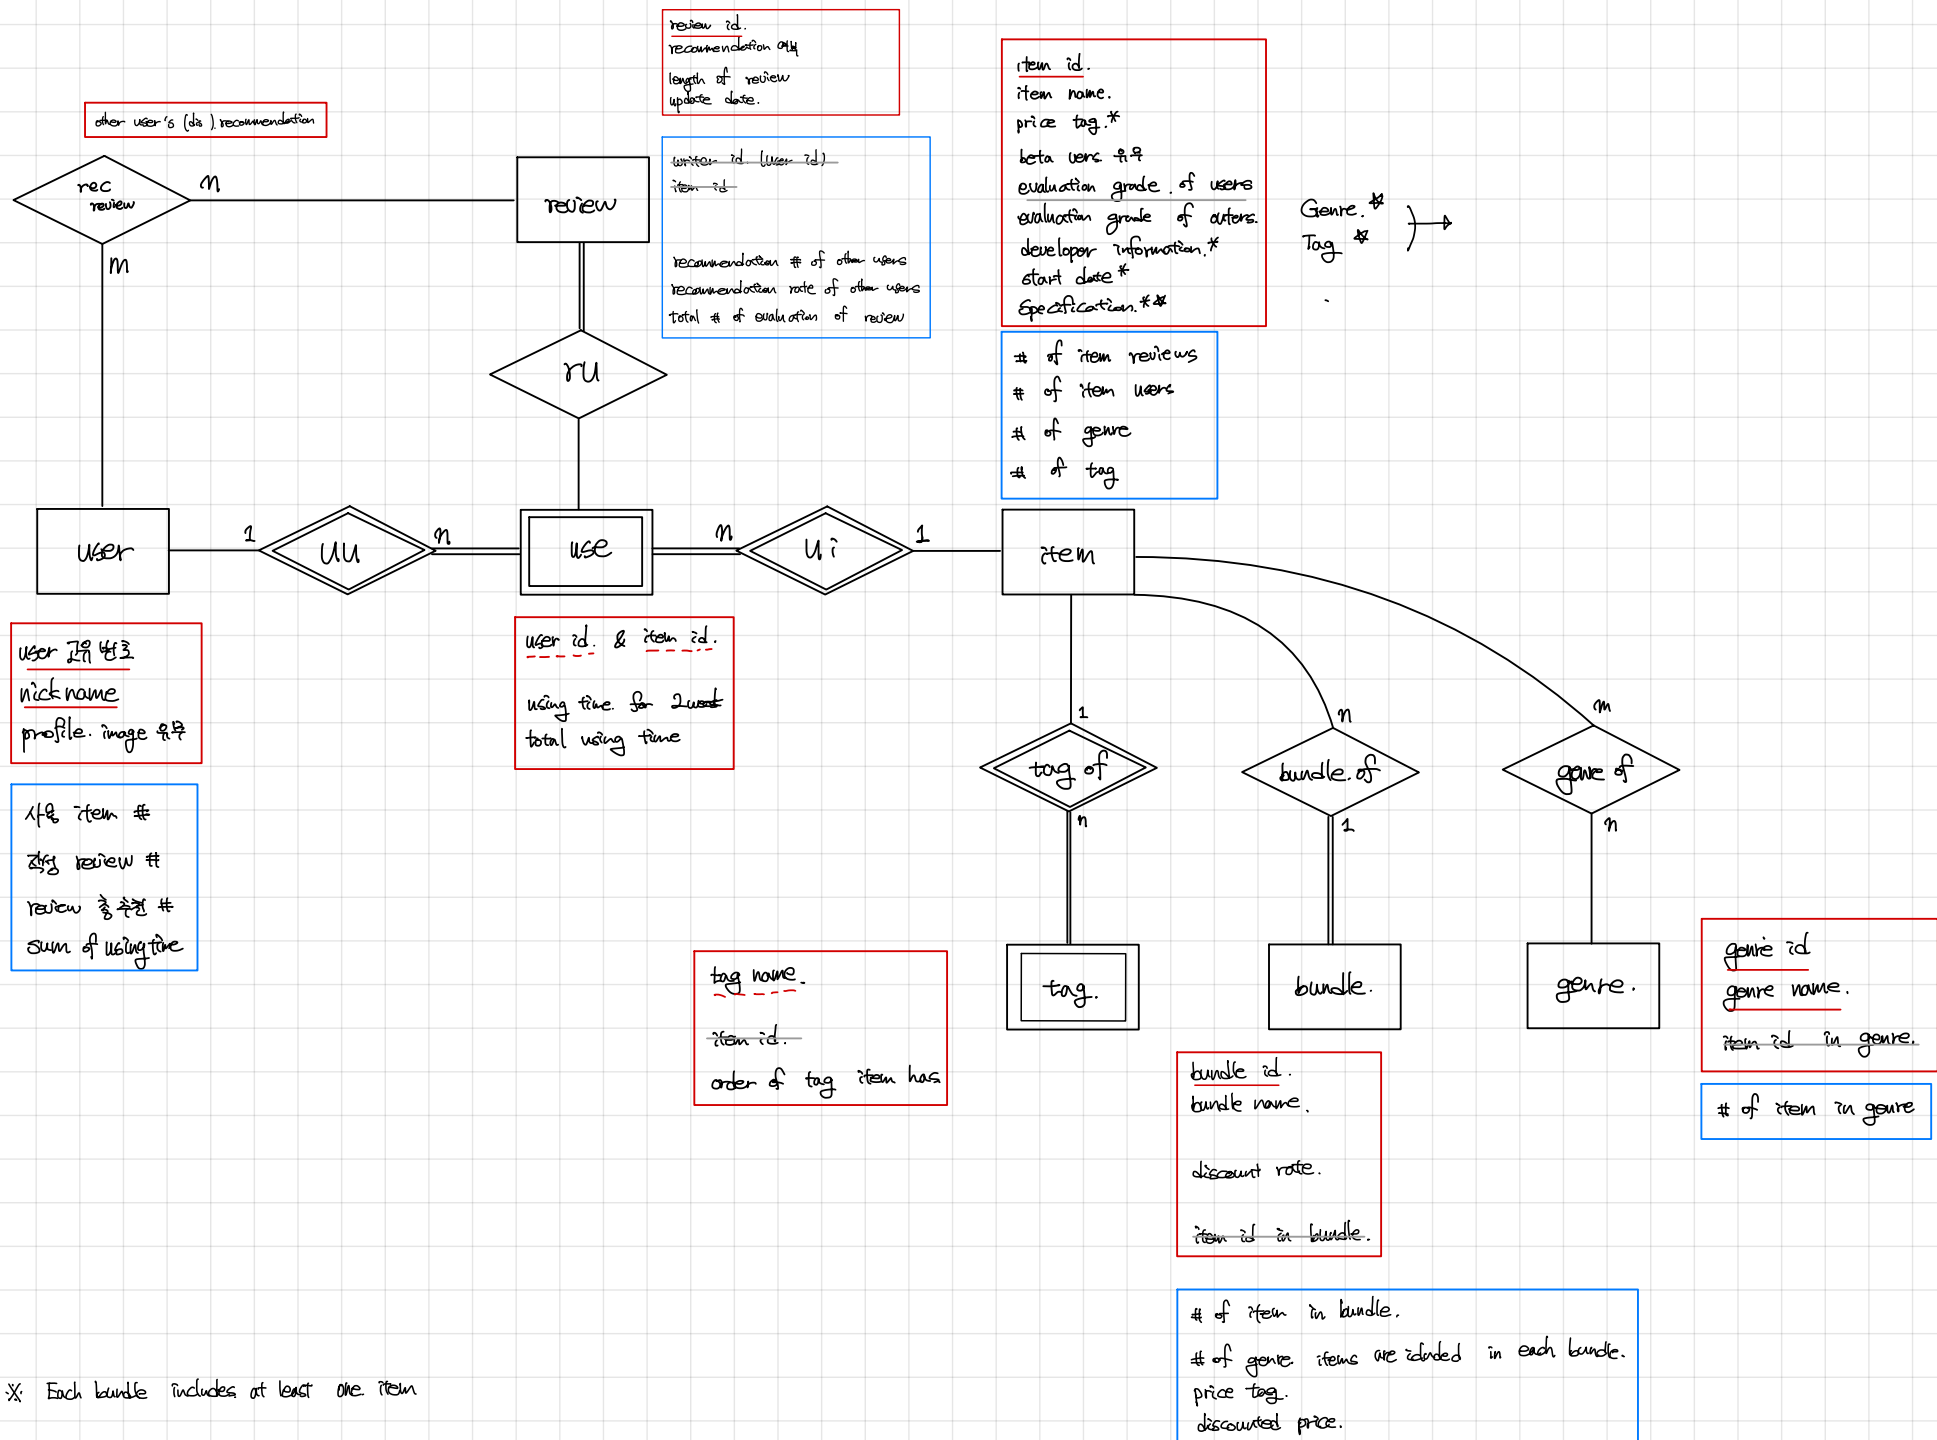 review id.
recommendation 여부
length of review
update date.
other user's (dis) recommendation
writer id (user id)
item id
recommendation # of other users
recommendation rate of other users
total # of evaluation of review
item id.
item name.
price tag.*
beta vers 유무
evaluation grade of users
evaluation grade of outers.
developer information.*
start date*
specification.*☆
Genre.☆
Tag ☆
# of item reviews
# of item users
# of genre
# of tag
rec
review
n
m
review
ru
user
1
uu
n
use
n
ui
1
item
user 고유 번호
nickname
profile. image 유무
사용 item #
작성 review #
review 총추천 #
sum of using time
user id. & item id.
using time. for 2week
total using time
1
tag of
n
n
bundle.of
1
m
genre of
n
tag.
bundle.
genre.
tag name.
item id.
order of tag item has
bundle id.
bundle name.
discount rate.
item id in bundle.
genre id
genre name.
item id in genre.
# of item in genre
# of item in bundle.
# of genre items are included in each bundle.
price tag.
discounted price.
※ Each bundle includes at least one item